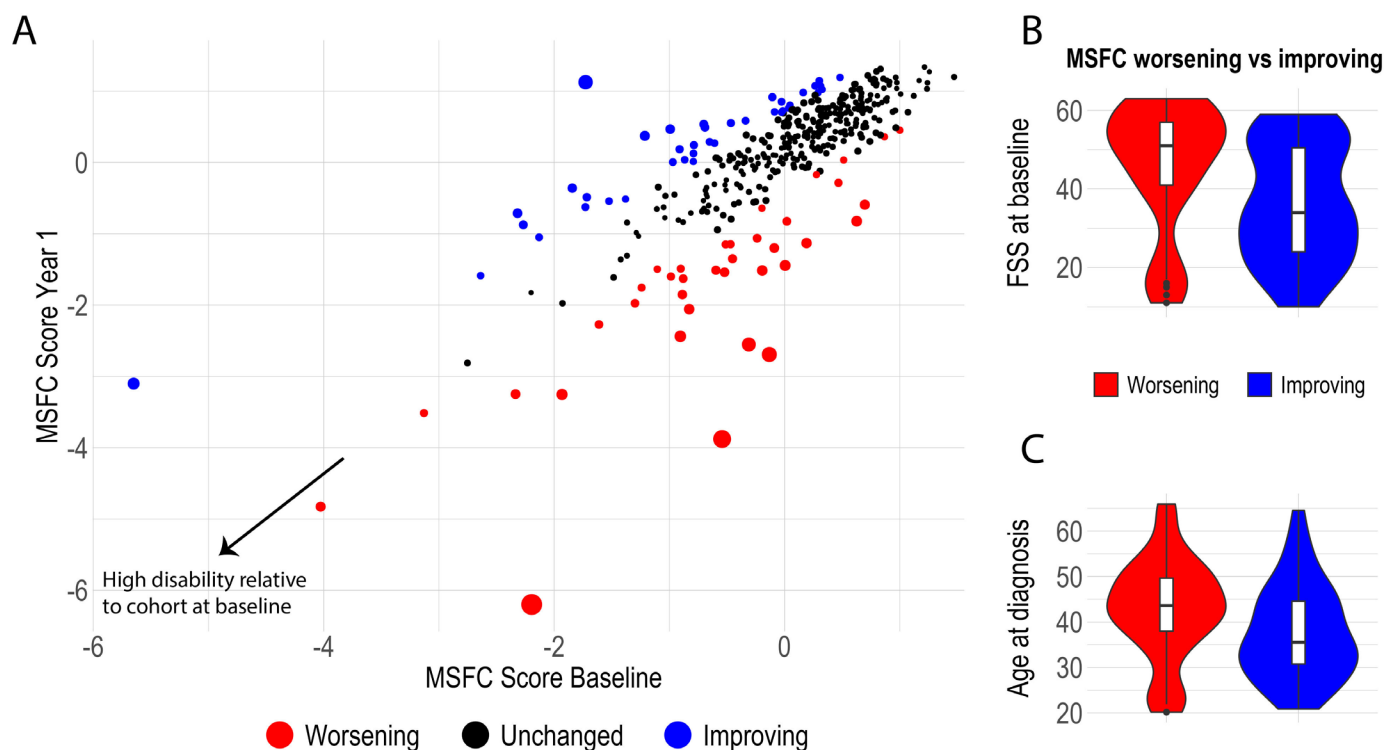 A
MSFC Score Year 1
0
-2
-4
-6
High disability relative
to cohort at baseline
-6
-4
-2
0
MSFC Score Baseline
Worsening
Unchanged
Improving
B
MSFC worsening vs improving
FSS at baseline
60
40
20
Worsening
Improving
C
Age at diagnosis
60
50
40
30
20